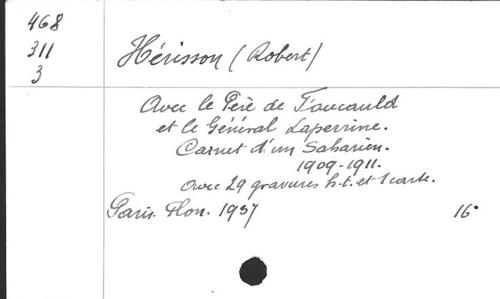 468
311
3
Hérisson (Robert)
Avec le Père de Foucauld
et le Général Laperrine.
Carnet d'un Saharien.
1909-1911.
avec 29 gravures h.t. et 1 carte.
Paris. Plon. 1937
16°